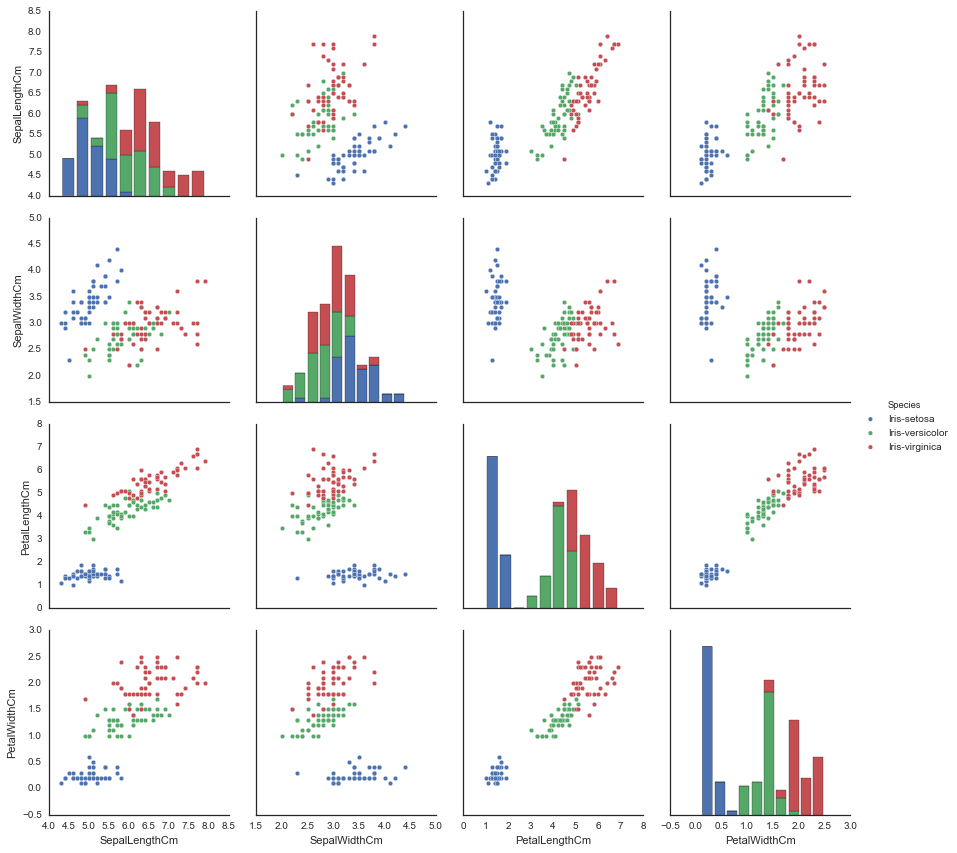 8.5
8.0
7.5
7.0
6.5
6.0
5.5
5.0
4.5
4.0
SepalLengthCm
5.0
4.5
4.0
3.5
3.0
2.5
2.0
1.5
SepalWidthCm
Species
Iris-setosa
Iris-versicolor
Iris-virginica
8
7
6
5
4
3
2
1
0
PetalLengthCm
3.0
2.5
2.0
1.5
1.0
0.5
0.0
−0.5
PetalWidthCm
4.0 4.5 5.0 5.5 6.0 6.5 7.0 7.5 8.0 8.5
SepalLengthCm
1.5 2.0 2.5 3.0 3.5 4.0 4.5 5.0
SepalWidthCm
0 1 2 3 4 5 6 7 8
PetalLengthCm
−0.5 0.0 0.5 1.0 1.5 2.0 2.5 3.0
PetalWidthCm